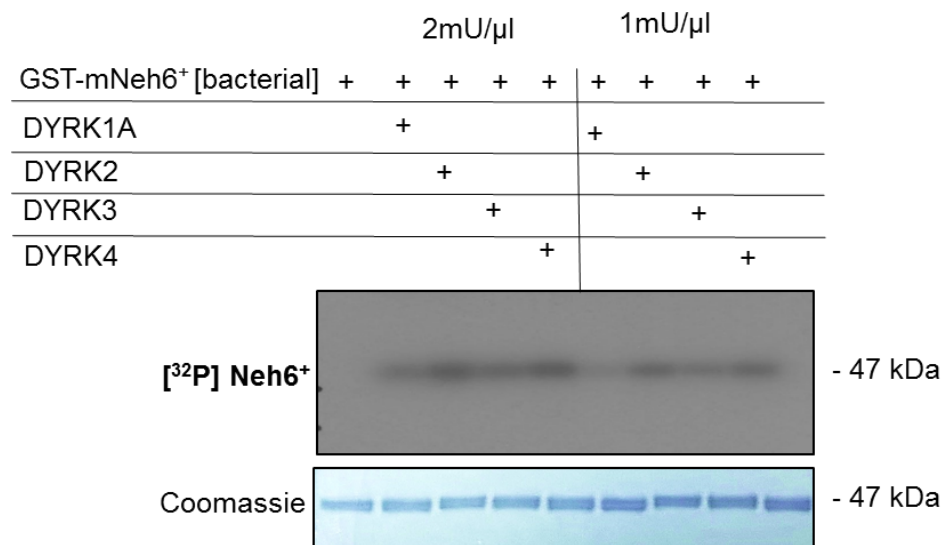 2mU/µl 1mU/µl
GST-mNeh6⁺ [bacterial] + + + + + + + + +
DYRK1A + +
DYRK2 + +
DYRK3 + +
DYRK4 + +
[³²P] Neh6⁺ - 47 kDa
Coomassie - 47 kDa